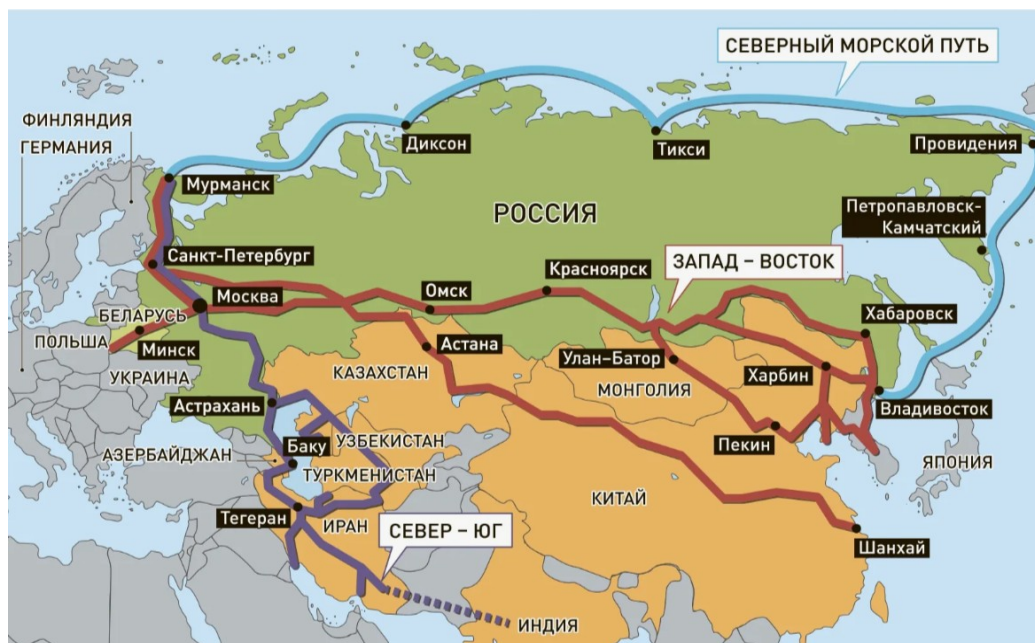 СЕВЕРНЫЙ МОРСКОЙ ПУТЬ
ФИНЛЯНДИЯ
ГЕРМАНИЯ
Диксон
Тикси
Провидения
Мурманск
РОССИЯ
Петропавловск-
Камчатский
Санкт-Петербург
Красноярск
ЗАПАД – ВОСТОК
Москва
Омск
БЕЛАРУСЬ
Хабаровск
ПОЛЬША
Минск
Астана
Улан–Батор
УКРАИНА
КАЗАХСТАН
МОНГОЛИЯ
Харбин
Астрахань
Владивосток
Баку
УЗБЕКИСТАН
Пекин
АЗЕРБАЙДЖАН
ЯПОНИЯ
ТУРКМЕНИСТАН
КИТАЙ
Тегеран
ИРАН
СЕВЕР – ЮГ
Шанхай
ИНДИЯ